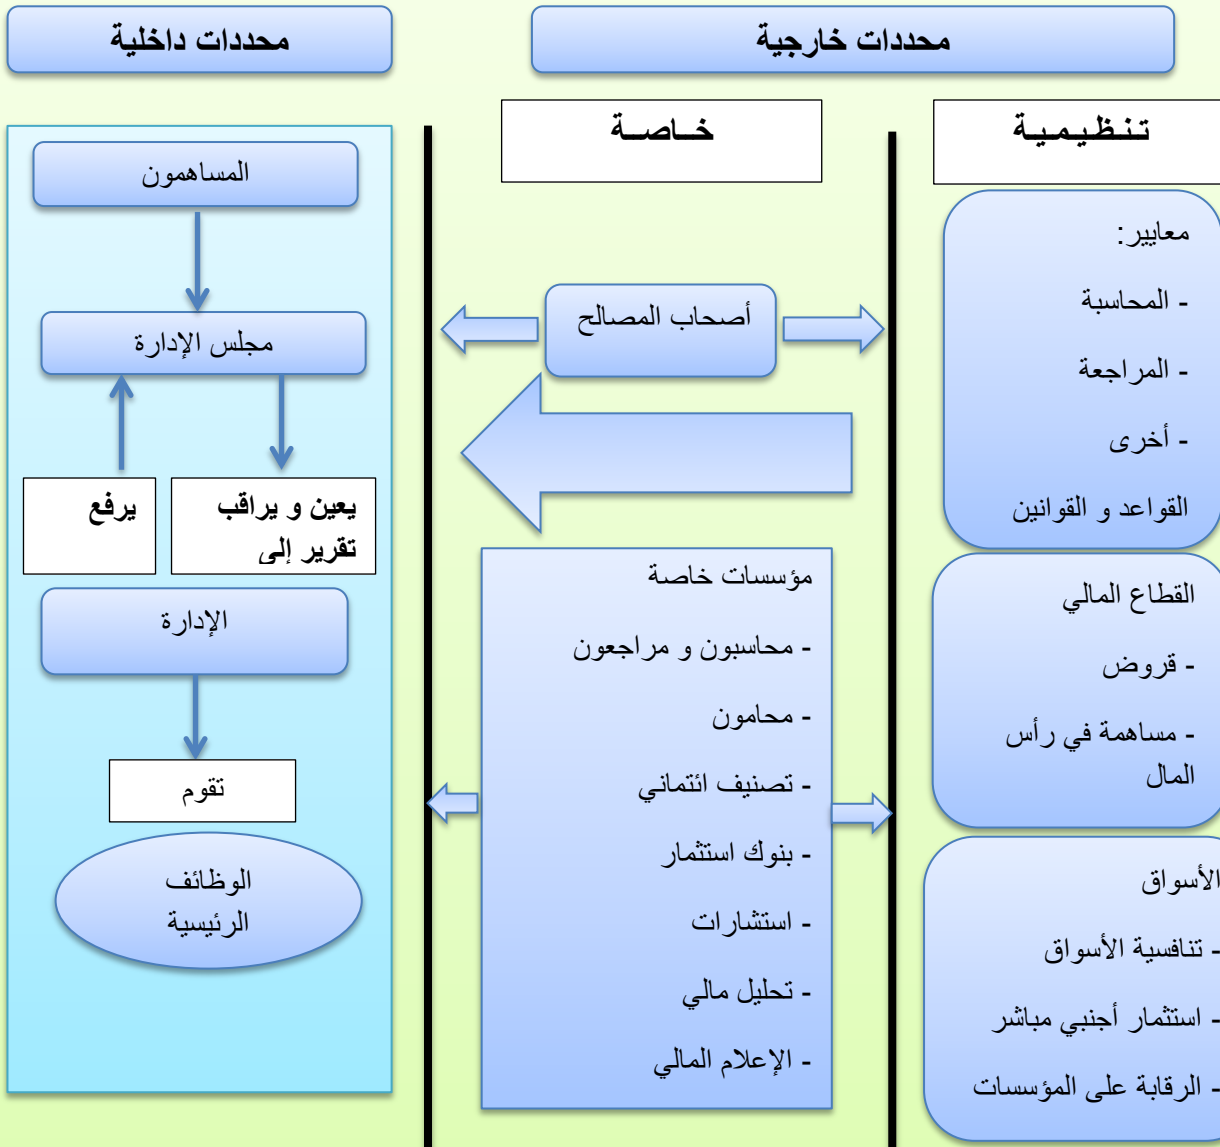 محددات خارجية
محددات داخلية
تـنـظـيـمـيـة
معايير:
- المحاسبة
- المراجعة
- أخرى
القواعد و القوانين
القطاع المالي
- قروض
- مساهمة في رأس
المال
الأسواق
- تنافسية الأسواق
- استثمار أجنبي مباشر
- الرقابة على المؤسسات
خــاصــة
أصحاب المصالح
مؤسسات خاصة
- محاسبون و مراجعون
- محامون
- تصنيف ائتماني
- بنوك استثمار
- استشارات
- تحليل مالي
- الإعلام المالي
المساهمون
مجلس الإدارة
يعين و يراقب
تقرير إلى
يرفع
الإدارة
تقوم
الوظائف
الرئيسية